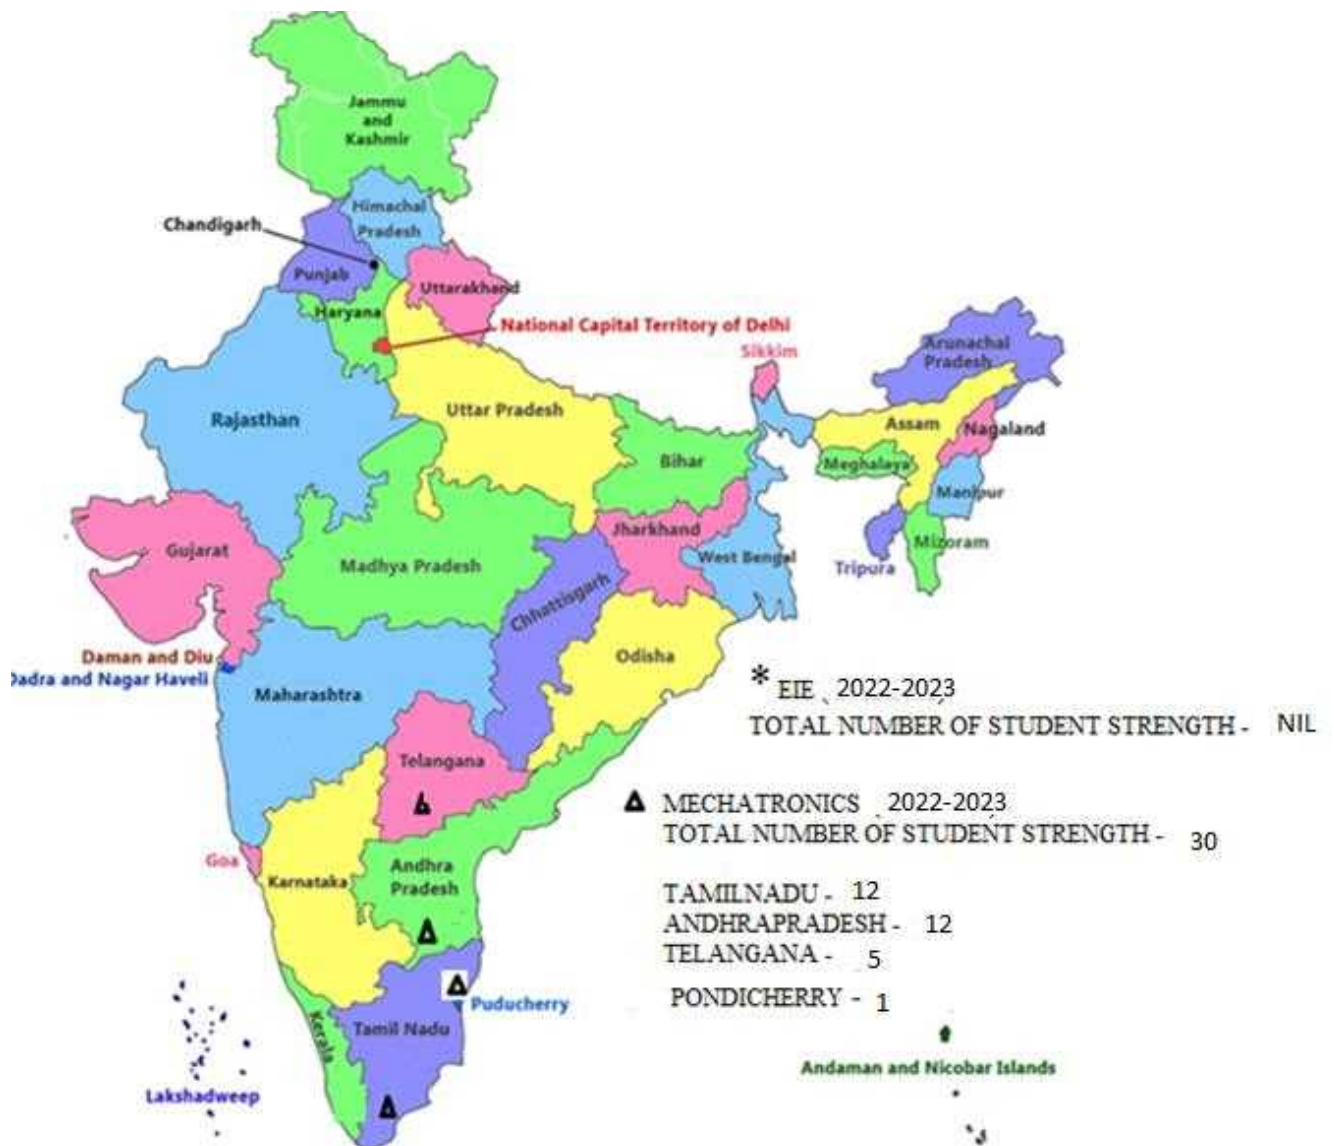 Jammu
and
Kashmir
Himachal
Pradesh
Chandigarh
Punjab
Uttarakhand
Haryana
National Capital Territory of Delhi
Sikkim
Arunachal
Pradesh
Rajasthan
Uttar Pradesh
Assam
Nagaland
Bihar
Meghalaya
Manipur
Jharkhand
Gujarat
Madhya Pradesh
West Bengal
Mizoram
Tripura
Chhattisgarh
Daman and Diu
Dadra and Nagar Haveli
Maharashtra
Odisha
* EIE 2022-2023
TOTAL NUMBER OF STUDENT STRENGTH - NIL
Telangana
MECHATRONICS 2022-2023
TOTAL NUMBER OF STUDENT STRENGTH - 30
Goa
Karnataka
Andhra
Pradesh
TAMILNADU - 12
ANDHRAPRADESH - 12
TELANGANA - 5
PONDICHERRY - 1
Puducherry
Kerala
Tamil Nadu
Lakshadweep
Andaman and Nicobar Islands